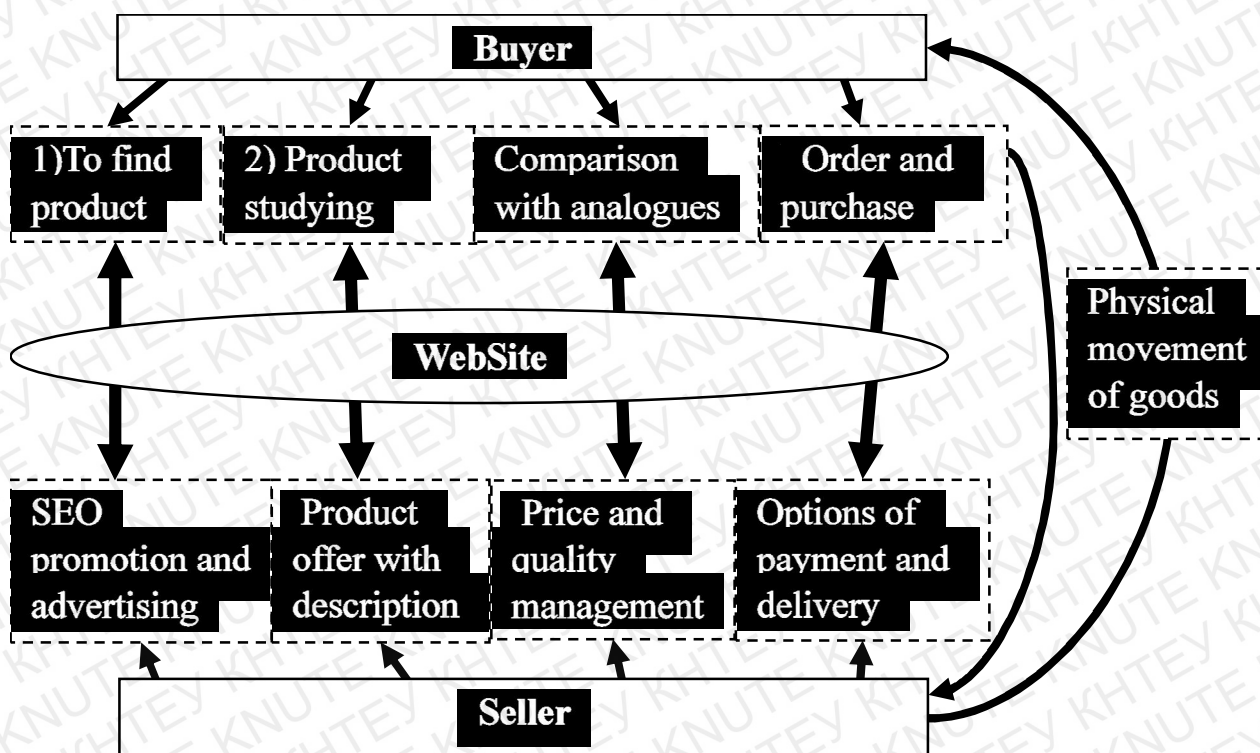 Buyer
1)To find
product
2) Product
studying
Comparison
with analogues
Order and
purchase
Physical
movement
of goods
WebSite
SEO
promotion and
advertising
Product
offer with
description
Price and
quality
management
Options of
payment and
delivery
Seller